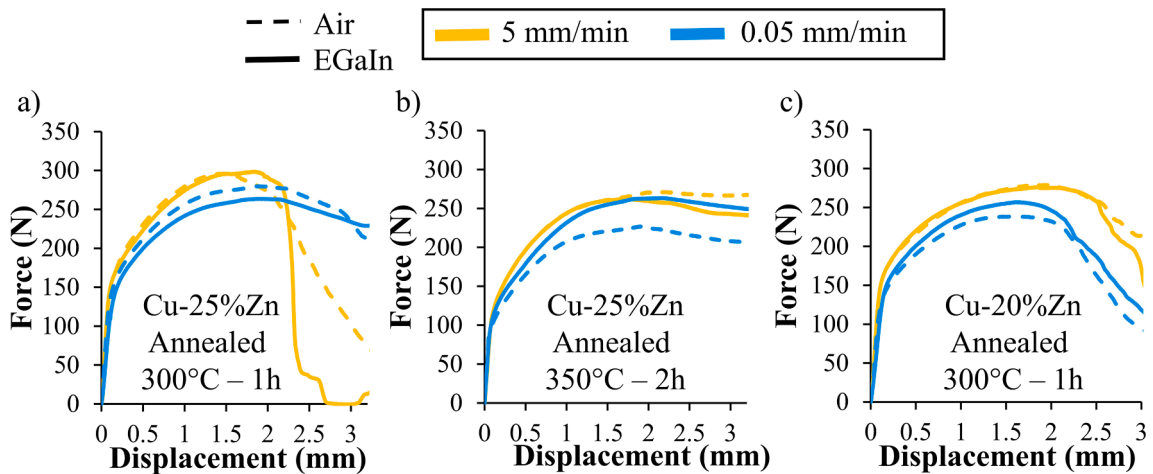 Air
EGaIn
5 mm/min
0.05 mm/min
a)
Force (N)
350
300
250
200
150
100
50
0
Cu-25%Zn
Annealed
300°C – 1h
0 0.5 1 1.5 2 2.5 3
Displacement (mm)
b)
Force (N)
350
300
250
200
150
100
50
0
Cu-25%Zn
Annealed
350°C – 2h
0 0.5 1 1.5 2 2.5 3
Displacement (mm)
c)
Force (N)
350
300
250
200
150
100
50
0
Cu-20%Zn
Annealed
300°C – 1h
0 0.5 1 1.5 2 2.5 3
Displacement (mm)